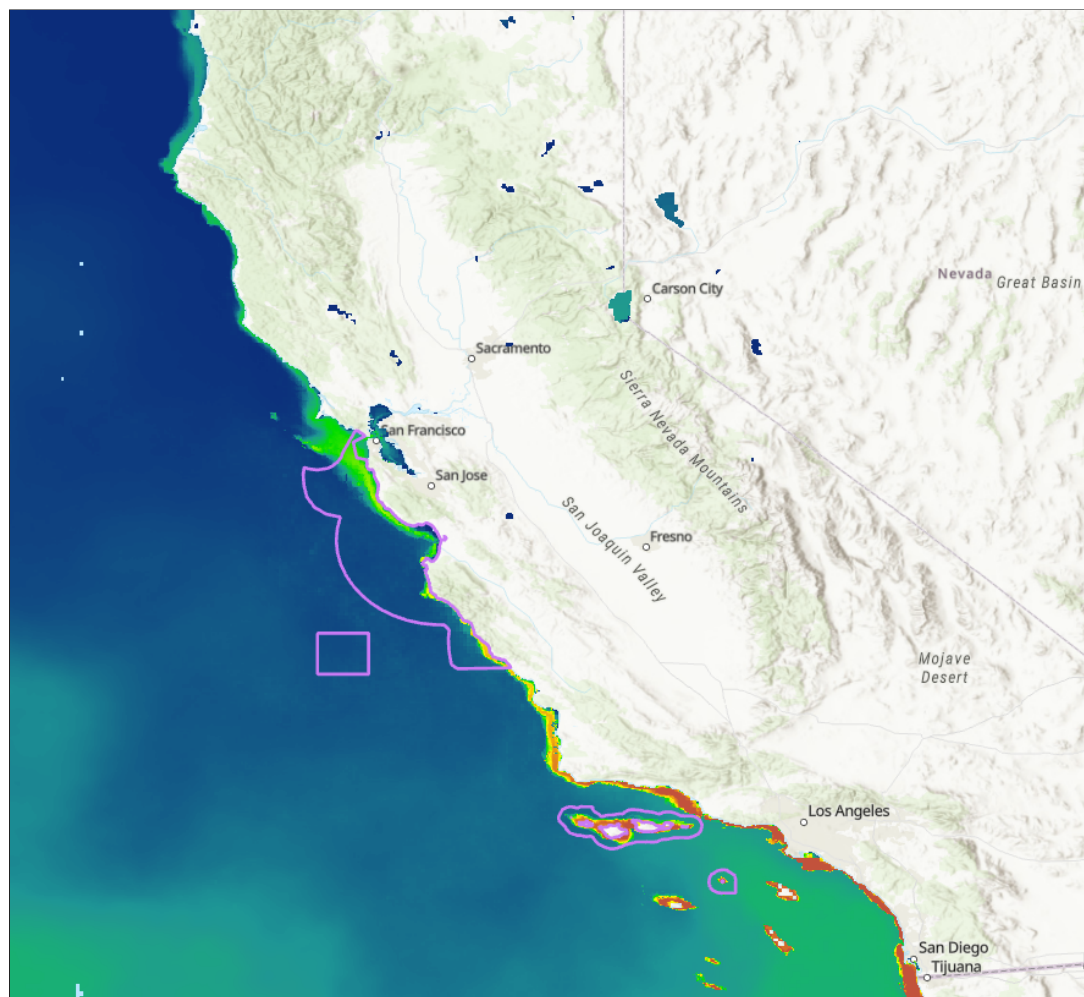 Nevada
Great Basin
Carson City
Sacramento
Sierra Nevada Mountains
San Francisco
San Jose
San Joaquin Valley
Fresno
Mojave
Desert
Los Angeles
San Diego
Tijuana